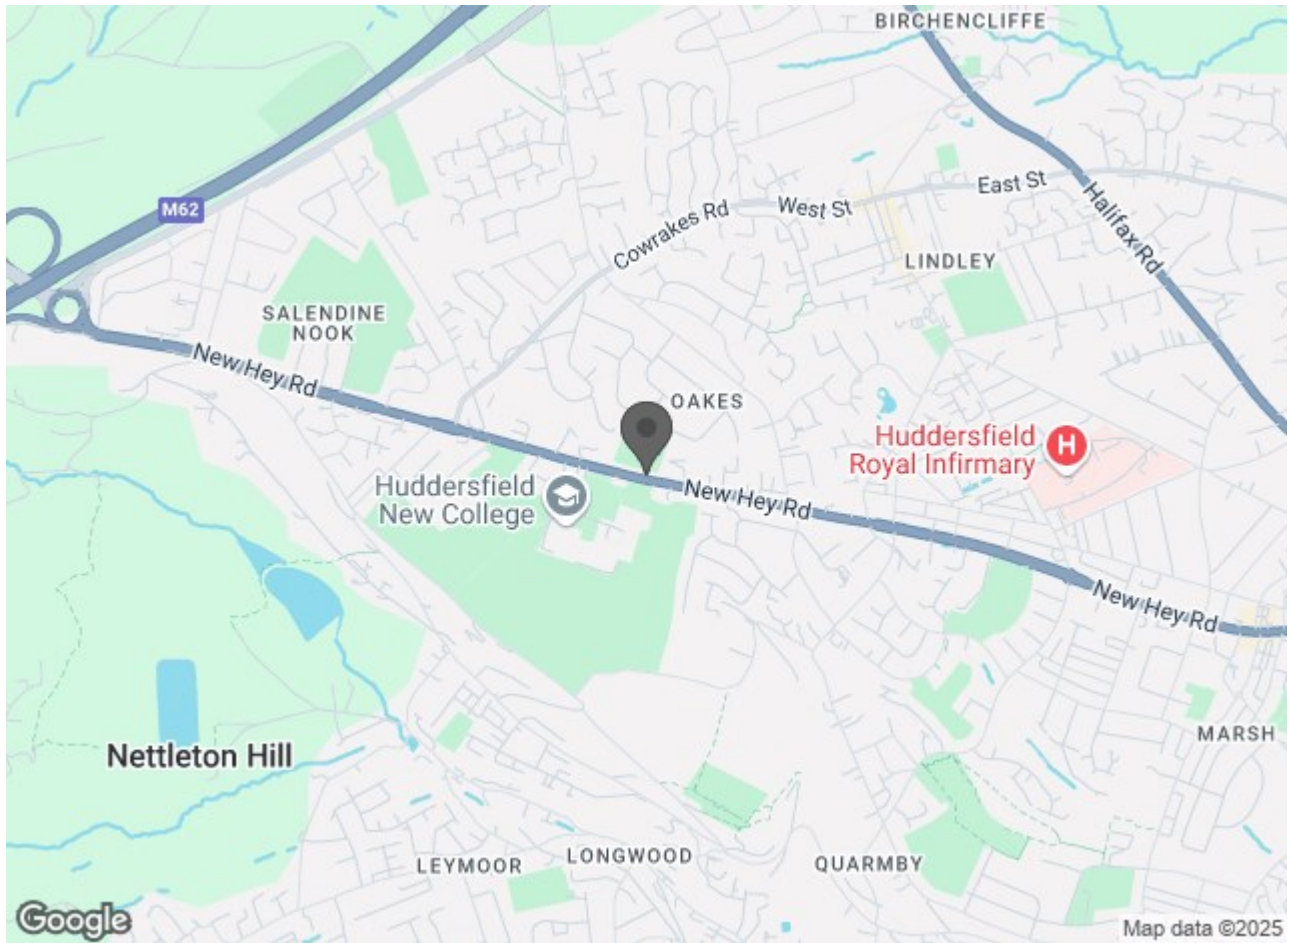 BIRCHENCLIFFE
M62
Cowrakes Rd
West St
East St
Halifax Rd
LINDLEY
SALENDINE
NOOK
New Hey Rd
OAKES
Huddersfield
Royal Infirmary
H
Huddersfield
New College
New Hey Rd
New Hey Rd
Nettleton Hill
MARSH
LEYMOOR
LONGWOOD
QUARMBY
Google
Map data ©2025